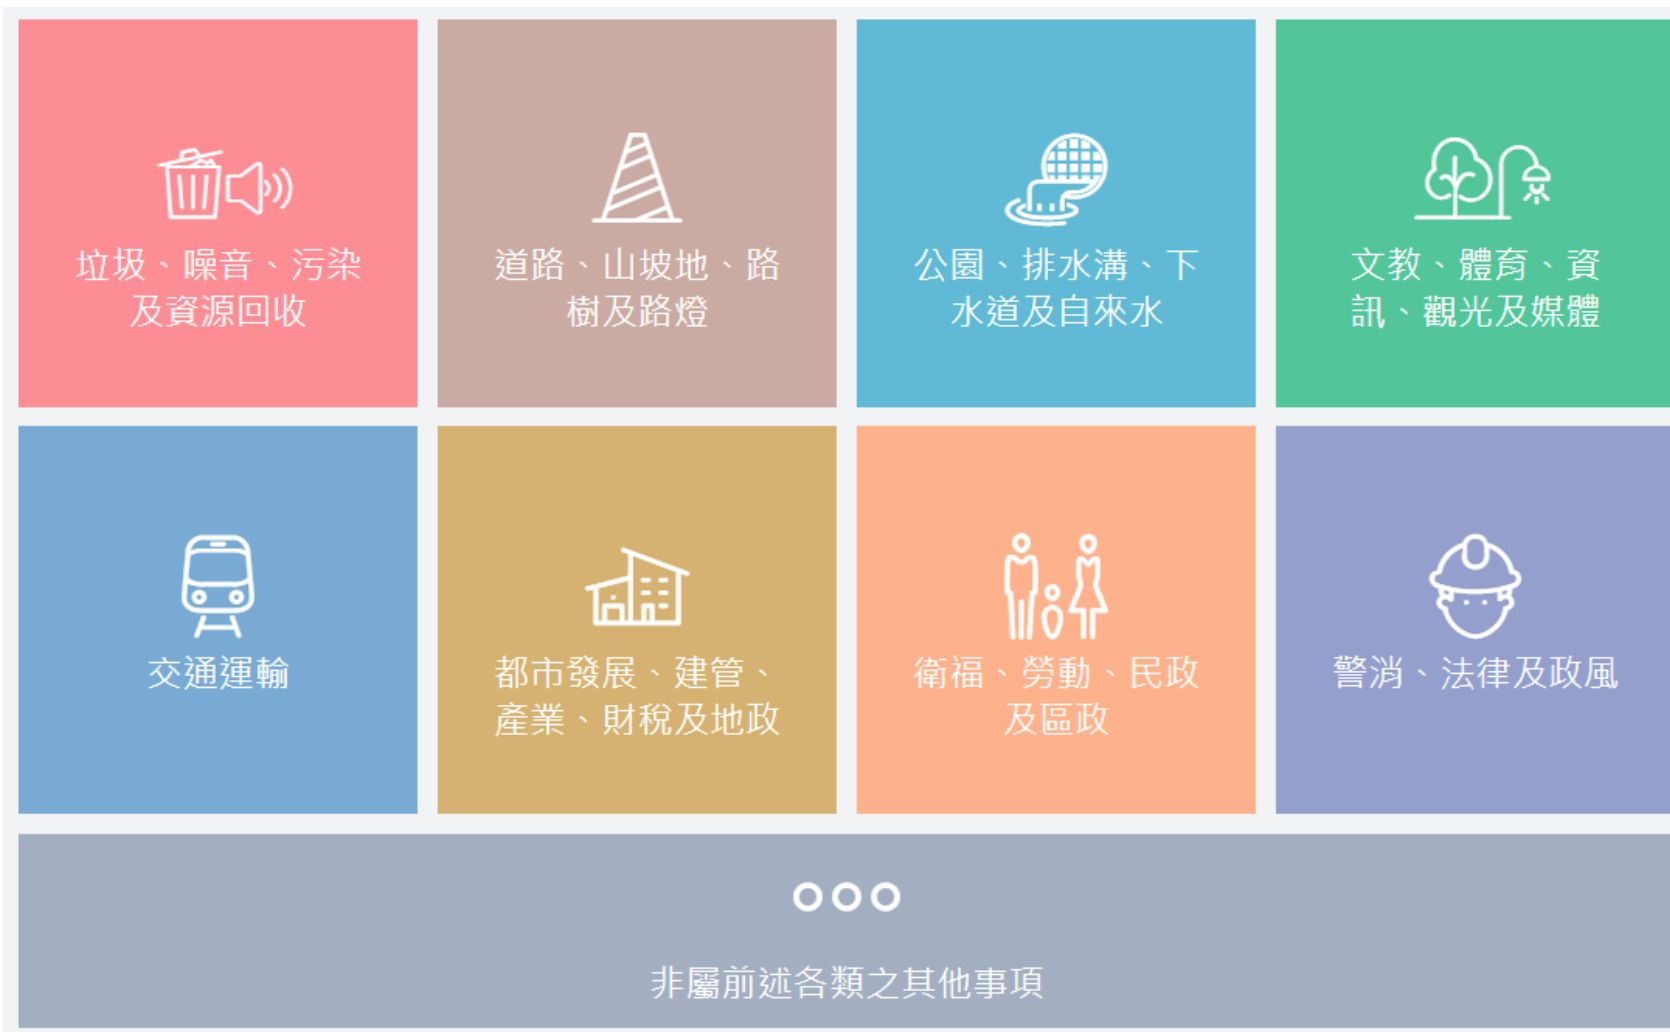 垃圾、噪音、污染
及資源回收
道路、山坡地、路
樹及路燈
公園、排水溝、下
水道及自來水
文教、體育、資
訊、觀光及媒體
交通運輸
都市發展、建管、
產業、財稅及地政
衛福、勞動、民政
及區政
警消、法律及政風
非屬前述各類之其他事項